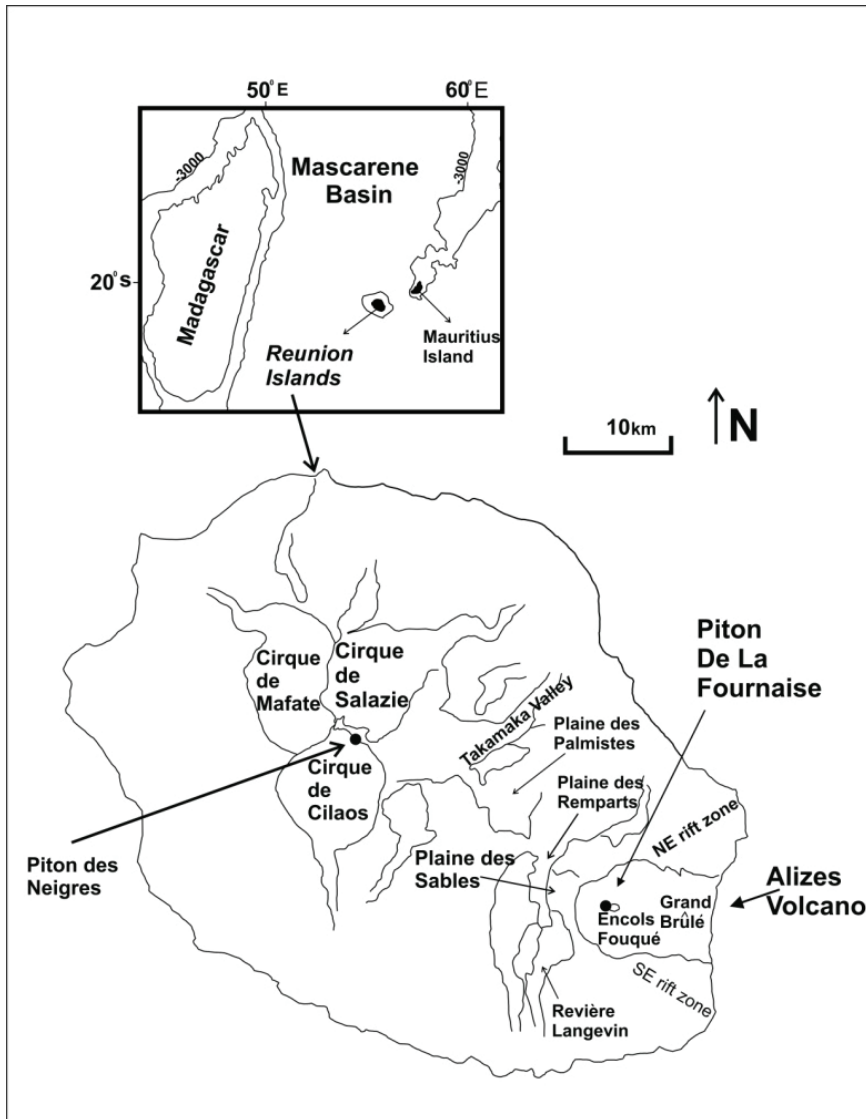 50°E
60°E
-3000
Mascarene
Basin
-3000
Madagascar
20°S
Mauritius
Island
Reunion
Islands
10km
N
Piton
De La
Fournaise
Cirque
de
Mafate
Cirque
de
Salazie
Takamaka Valley
Plaine des
Palmistes
Cirque
de
Cilaos
Plaine des
Remparts
NE rift zone
Piton des
Neigres
Plaine des
Sables
Alizes
Volcano
Grand
Brûlé
Encols
Fouqué
SE rift zone
Revière
Langevin